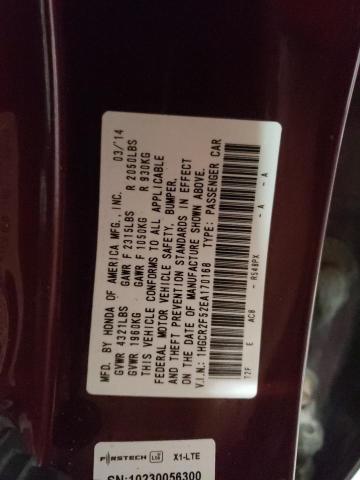 MFD. BY HONDA OF AMERICA MFG., INC. 03/14
GVWR 4321LBS GAWR F 2315LBS R 2050LBS
GVWR 1960KG GAWR F 1050KG R 930KG
THIS VEHICLE CONFORMS TO ALL APPLICABLE
FEDERAL MOTOR VEHICLE SAFETY, BUMPER,
AND THEFT PREVENTION STANDARDS IN EFFECT
ON THE DATE OF MANUFACTURE SHOWN ABOVE.
V.I.N.: 1HGCR2F52EA170168 TYPE: PASSENGER CAR
T2F E AC8 - R548PX - A - A
FIRSTECH LTE X1-LTE
SN:10230056300